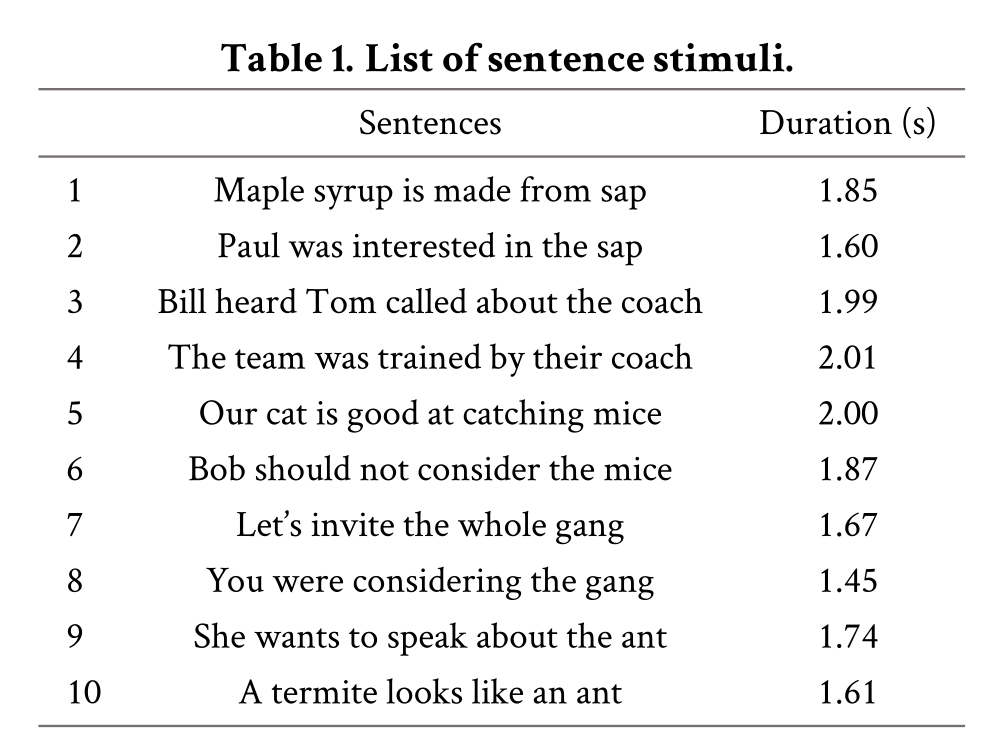 Table 1. List of sentence stimuli.
Sentences Duration (s)
1 Maple syrup is made from sap 1.85
2 Paul was interested in the sap 1.60
3 Bill heard Tom called about the coach 1.99
4 The team was trained by their coach 2.01
5 Our cat is good at catching mice 2.00
6 Bob should not consider the mice 1.87
7 Let’s invite the whole gang 1.67
8 You were considering the gang 1.45
9 She wants to speak about the ant 1.74
10 A termite looks like an ant 1.61